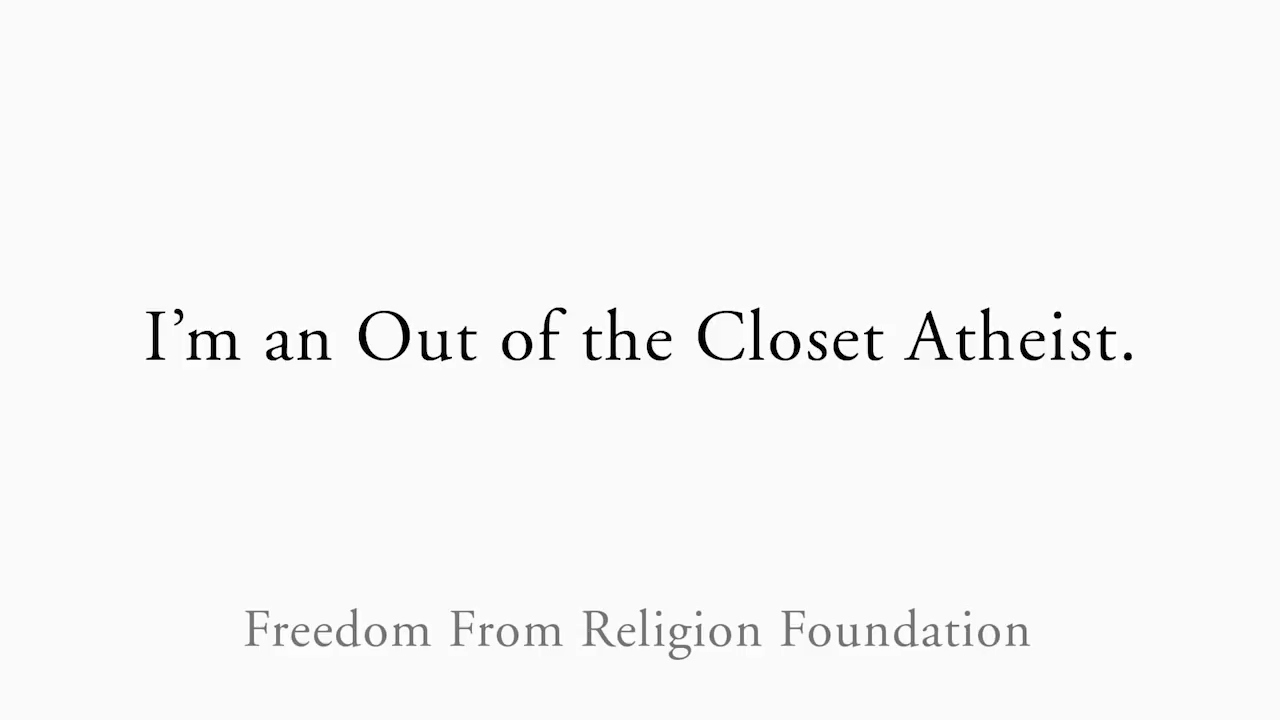 I’m an Out of the Closet Atheist.
Freedom From Religion Foundation